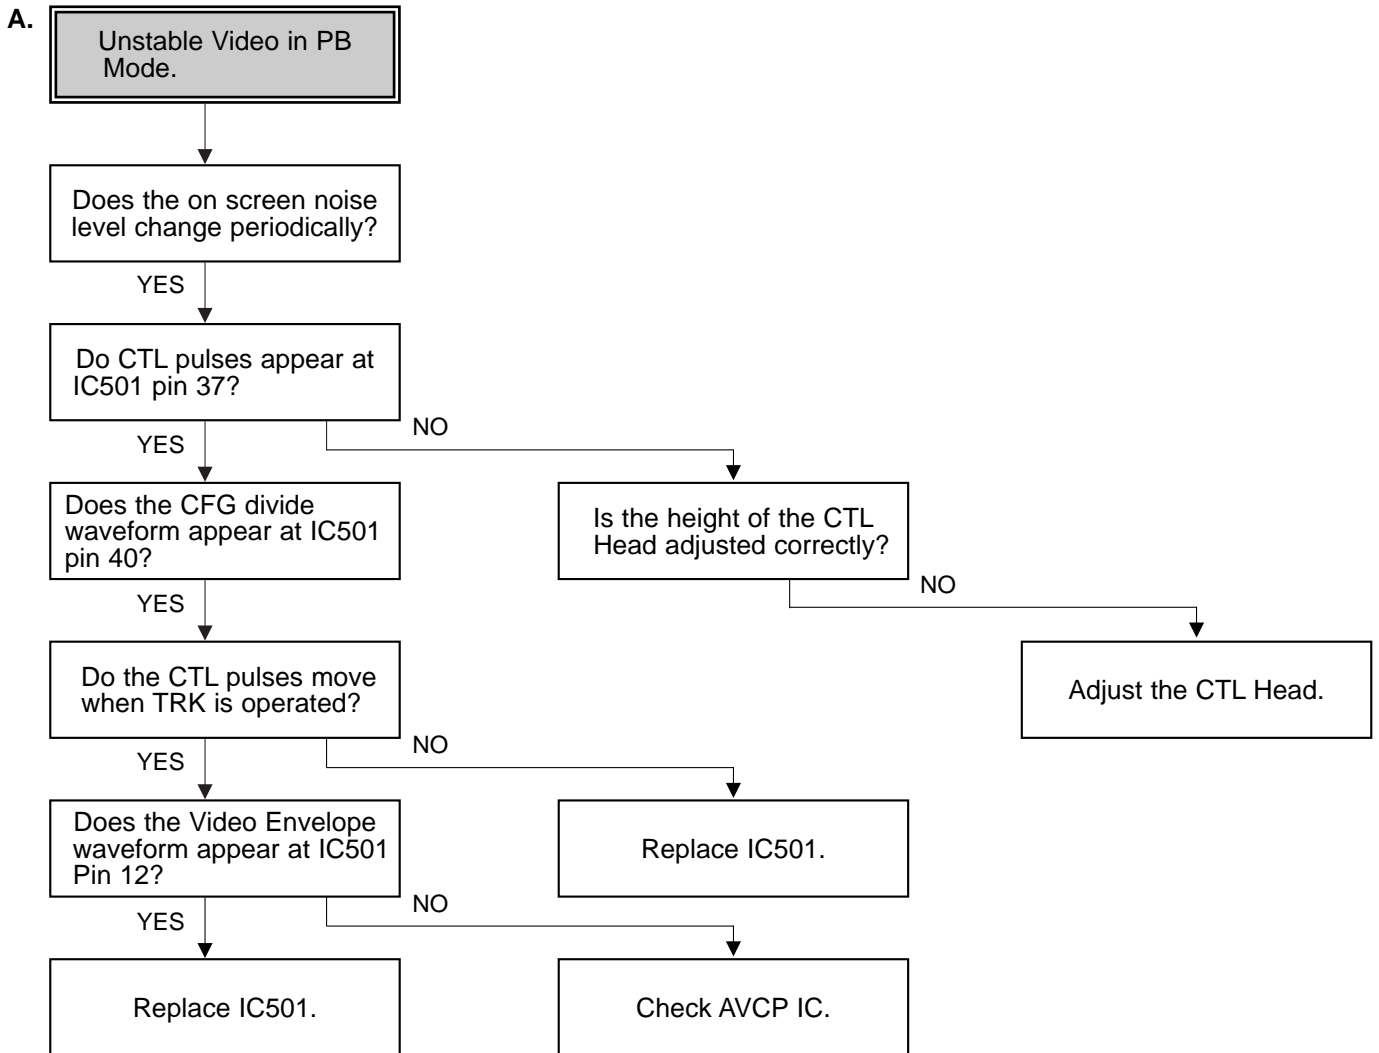 A.
Unstable Video in PB
Mode.
Does the on screen noise
level change periodically?
YES
Do CTL pulses appear at
IC501 pin 37?
YES
NO
Does the CFG divide
waveform appear at IC501
pin 40?
Is the height of the CTL
Head adjusted correctly?
YES
NO
Do the CTL pulses move
when TRK is operated?
Adjust the CTL Head.
YES
NO
Does the Video Envelope
waveform appear at IC501
Pin 12?
Replace IC501.
YES
NO
Replace IC501.
Check AVCP IC.